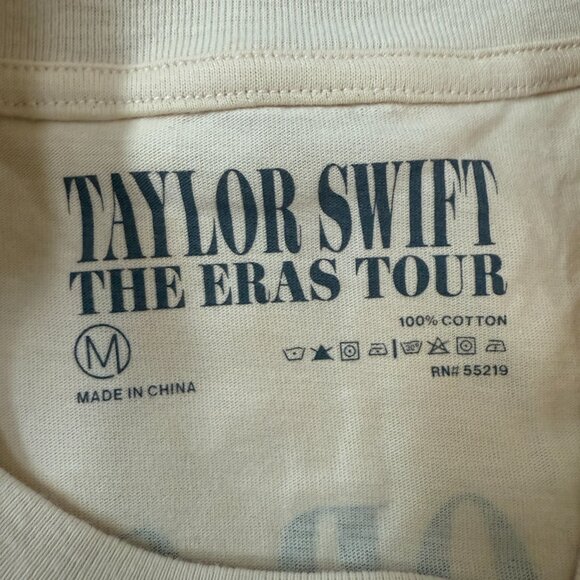 TAYLOR SWIFT
THE ERAS TOUR
100% COTTON
M
RN# 55219
MADE IN CHINA